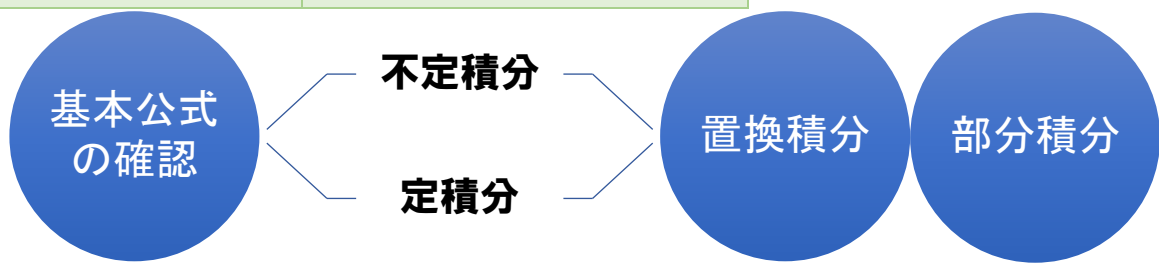 基本公式
の確認
不定積分
定積分
置換積分
部分積分